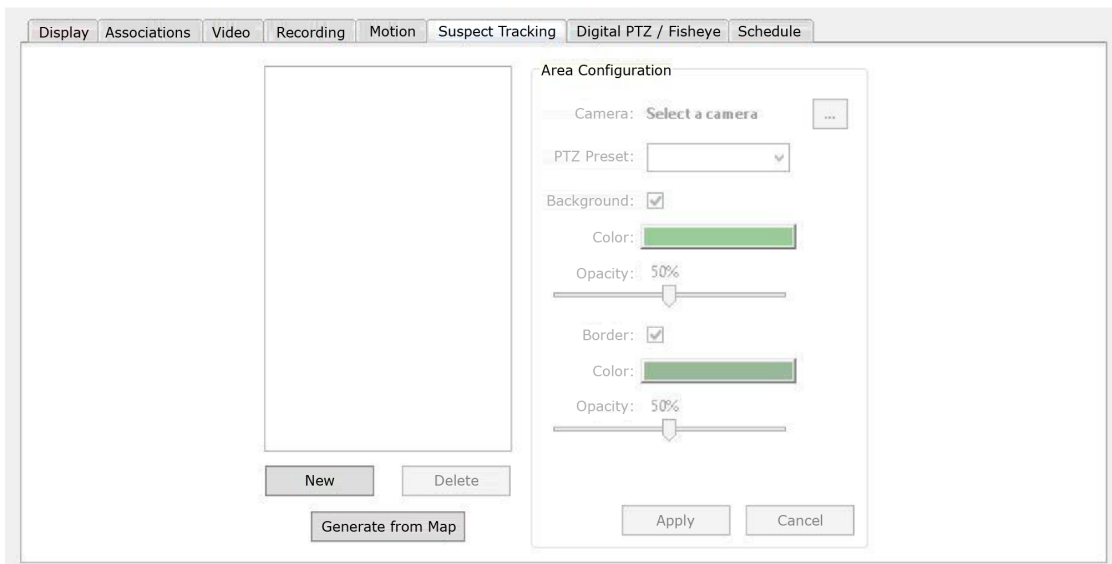 Display Associations Video Recording Motion Suspect Tracking Digital PTZ / Fisheye Schedule
Area Configuration
Camera: Select a camera ...
PTZ Preset:
Background:
Color:
Opacity: 50%
Border:
Color:
Opacity: 50%
New Delete
Generate from Map
Apply Cancel